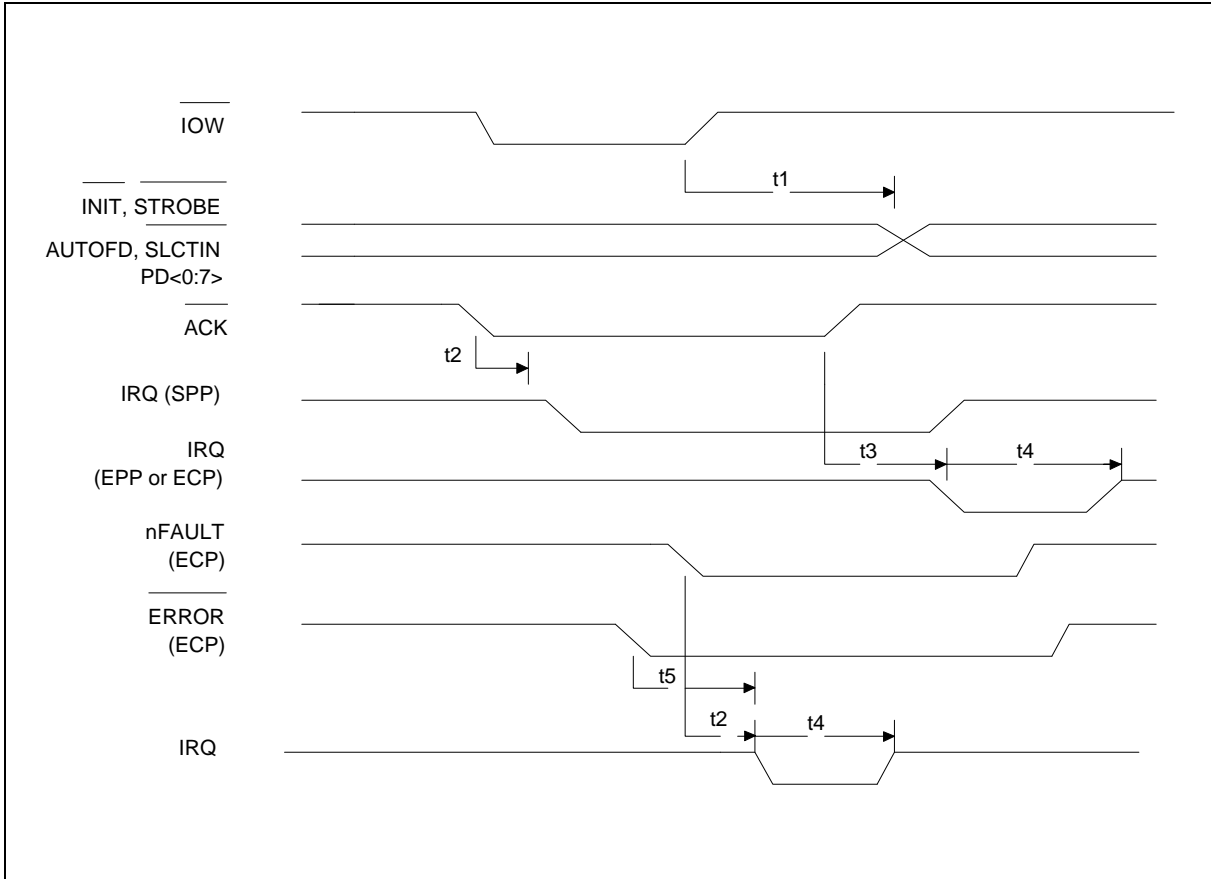 IOW
t1
INIT, STROBE
AUTOFD, SLCTIN
PD<0:7>
ACK
t2
IRQ (SPP)
IRQ
(EPP or ECP)
t3
t4
nFAULT
(ECP)
ERROR
(ECP)
t5
t2
t4
IRQ